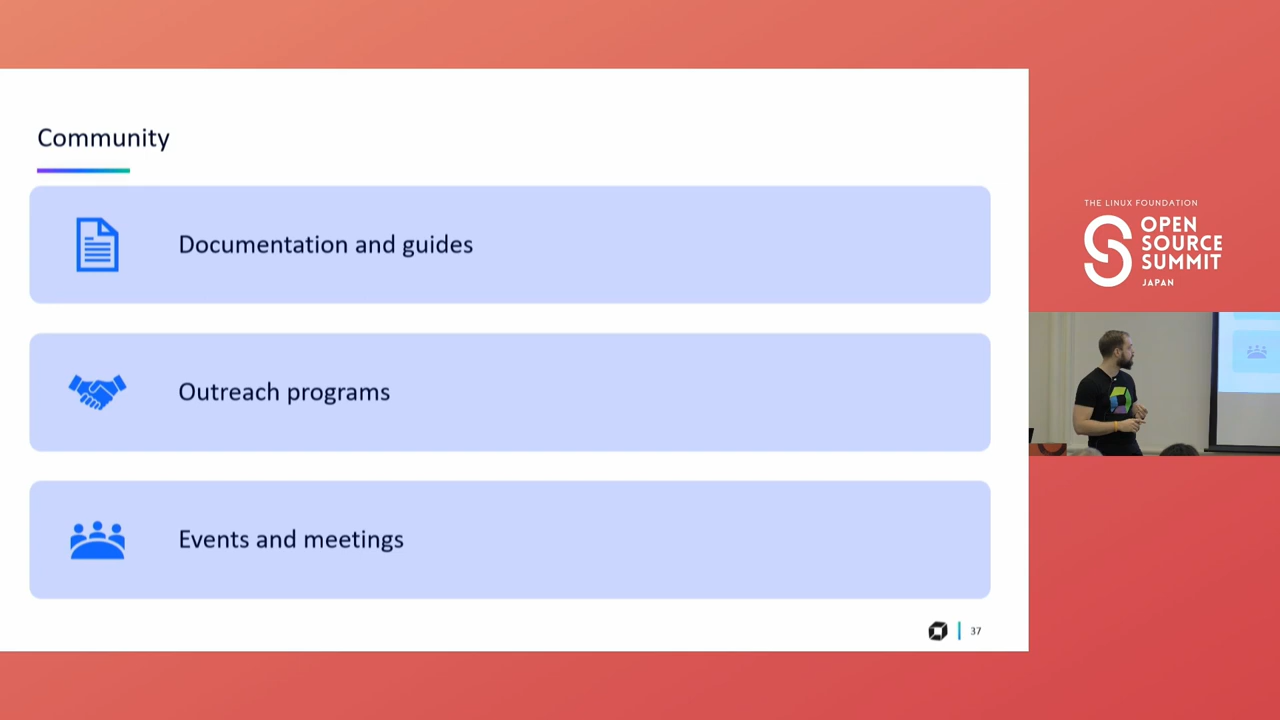 Community
Documentation and guides
Outreach programs
Events and meetings
37
THE LINUX FOUNDATION
OPEN
SOURCE
SUMMIT
JAPAN